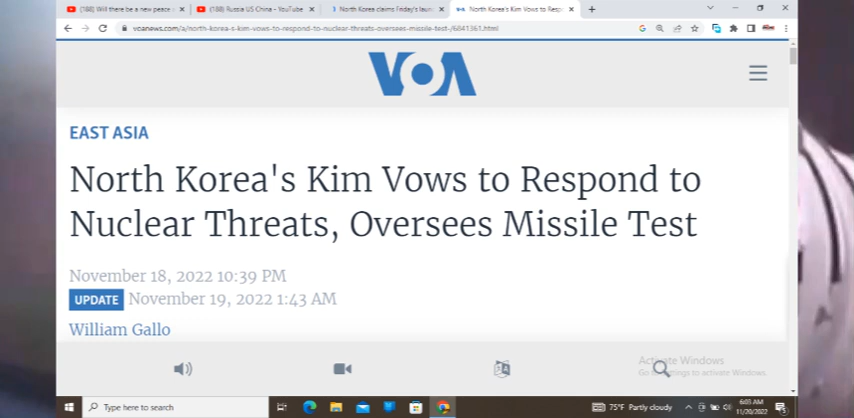 (188) Will there be a new peace
(188) Russia US China - YouTube
North Korea claims Friday's laun
North Korea's Kim Vows to Resp
voanews.com/a/north-korea-s-kim-vows-to-respond-to-nuclear-threats-oversees-missile-test-/6841361.html
VOA
EAST ASIA
North Korea's Kim Vows to Respond to
Nuclear Threats, Oversees Missile Test
November 18, 2022 10:39 PM
UPDATE November 19, 2022 1:43 AM
William Gallo
Activate Windows
Go to Settings to activate Windows.
Type here to search
75°F Partly cloudy
6:03 AM
11/20/2022